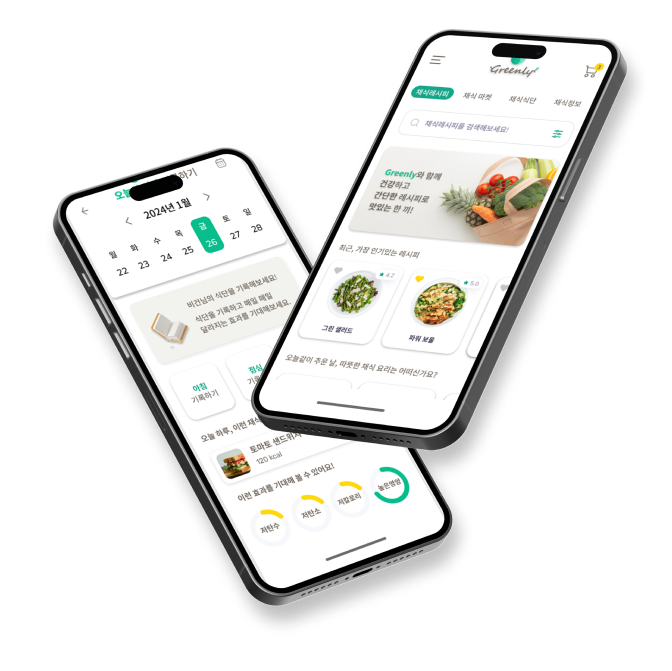 Greenly
2
채식레시피
채식 마켓
채식식단
채식정보
채식레시피를 검색해보세요!
Greenly와 함께
건강하고
간단한 레시피로
맛있는 한 끼!
최근, 가장 인기있는 레시피
4.2
5.0
그린 샐러드
파워 보울
오늘같이 추운 날, 따뜻한 채식 요리는 어떠신가요?
2024년 1월
월 화 수 목 금 토 일
22 23 24 25 26 27 28
비건님의 식단을 기록해보세요!
식단을 기록하고 매일 매일
달라지는 효과를 기대해보세요.
아침
기록하기
점심
오늘 하루, 이런 채식
토마토 샌드위치
120 kcal
이런 효과를 기대해 볼 수 있어요!
저탄수
저탄소
저칼로리
높은영양